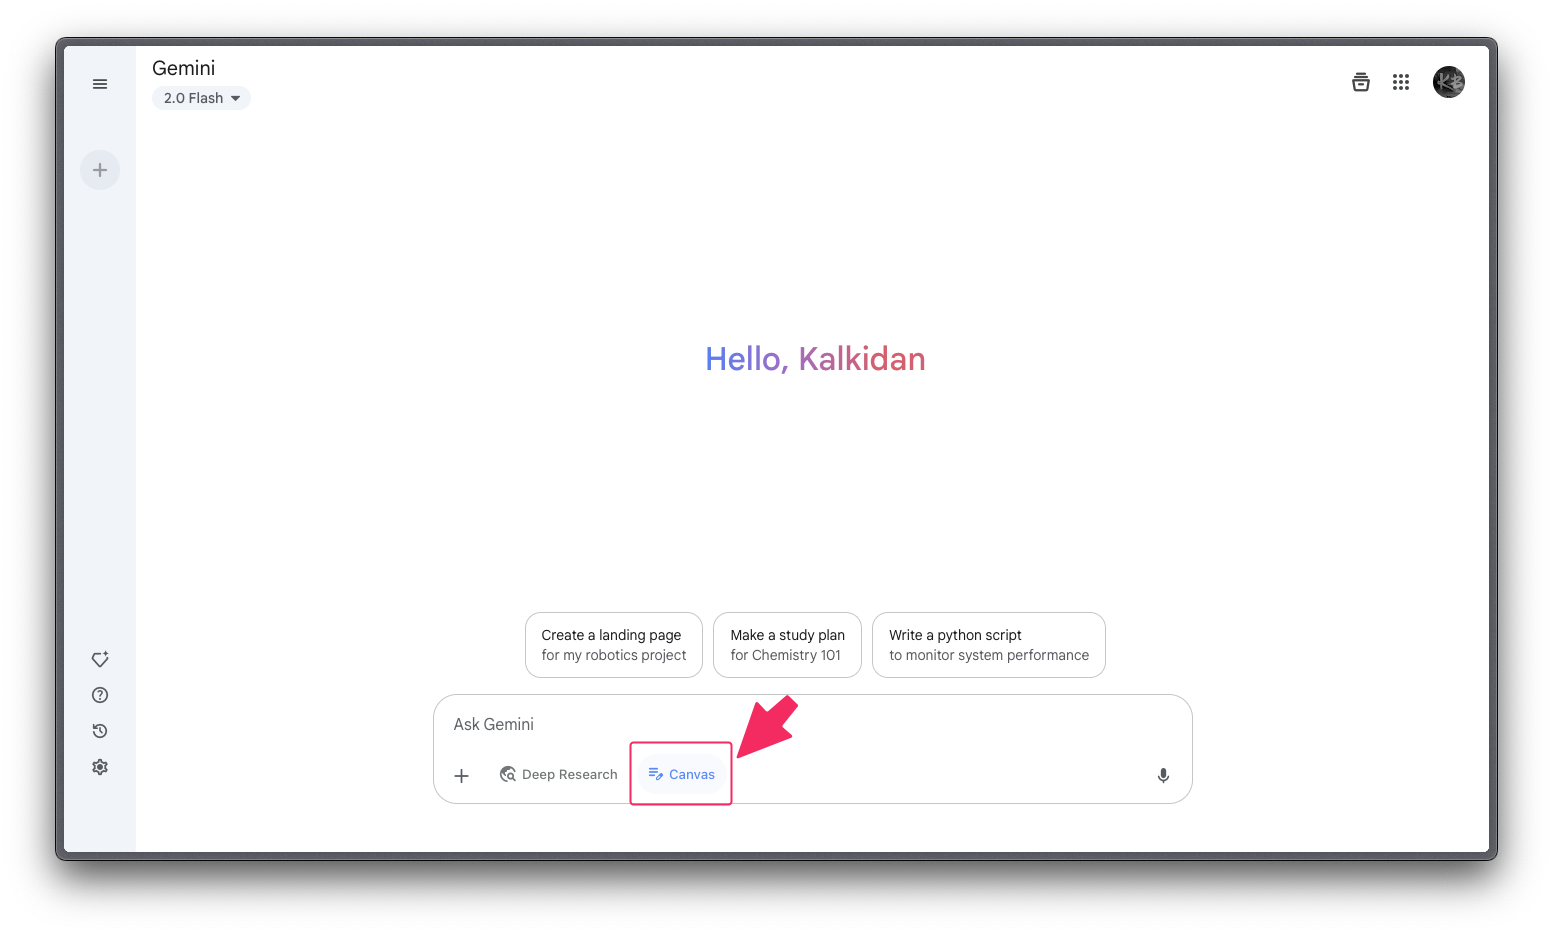 Gemini
2.0 Flash
KB
Hello, Kalkidan
Create a landing page
for my robotics project
Make a study plan
for Chemistry 101
Write a python script
to monitor system performance
Ask Gemini
Deep Research
Canvas